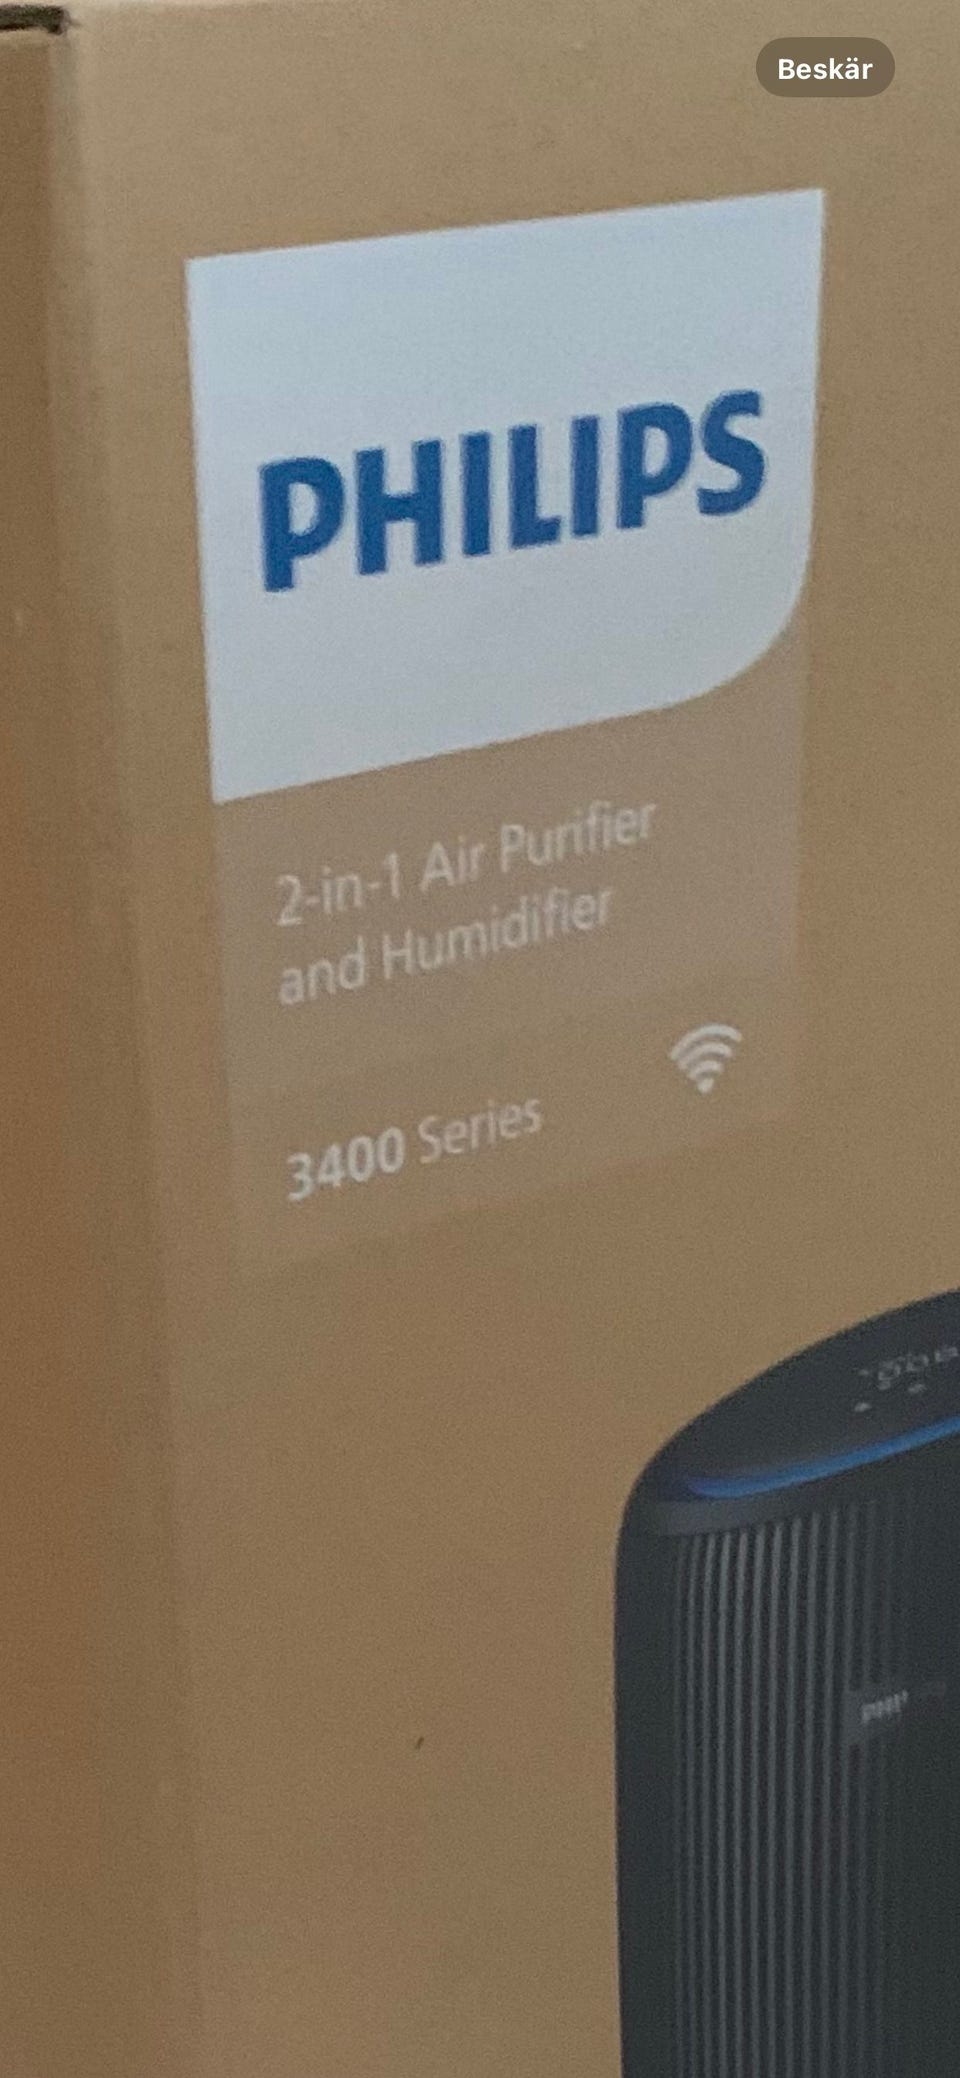 Beskär
PHILIPS
2-in-1 Air Purifier
and Humidifier
3400 Series